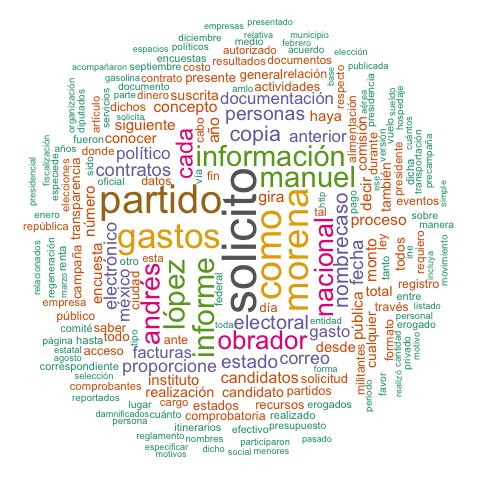 empresas presentado
diciembre relativa municipio
espacios políticos medio febrero
encuestas autorizado acuerdo elección
acompañaron septiembre costo resultados documentos publicada
gasolina contrato presente general relación
documento amlo
parte dinero suscrita documentación actividades respecto base
servicios dichos concepto personas haya presidencia
organización diputados artículo siguiente copia anterior alimentación aérea sueldo hospedaje
solicita conocer año cabo
fueron donde cada información vuelo cuántos
fiscalización transparencia político manuel decir comisión durante versión transportación
años sido contratos vía fin presidente precampaña
presidencial especie elecciones datos gira también dicha
oficial partido solicito como morena eso pago eventos simple
enero número andrés gastos tal http proceso sobre
república campaña electrónico lópez informe nacional nombre caso ley manera
relacionados regeneración renta encuesta méxico esta día fecha monto tanto ine requiero movimiento
marzo otro obrador todos incluya
empresa ciudad federal entidad pública total registro
público comité saber tipo ante toda electoral gasto través entre listado
página hasta todo facturas estado correo desde cualquier formato personal
estatal acceso proporcione militantes erogado
agosto correspondiente instituto candidatos solicitud forma privado cantidad
selección comprobantes realización candidato partidos periodo favor realizó motivo
reportados cargo estados recursos erogados
damnificados lugar cuánto comprobatoria realizado
persona itinerarios efectivo presupuesto
reglamento nombres participaron pasado
especificar dicho social menores
motivos